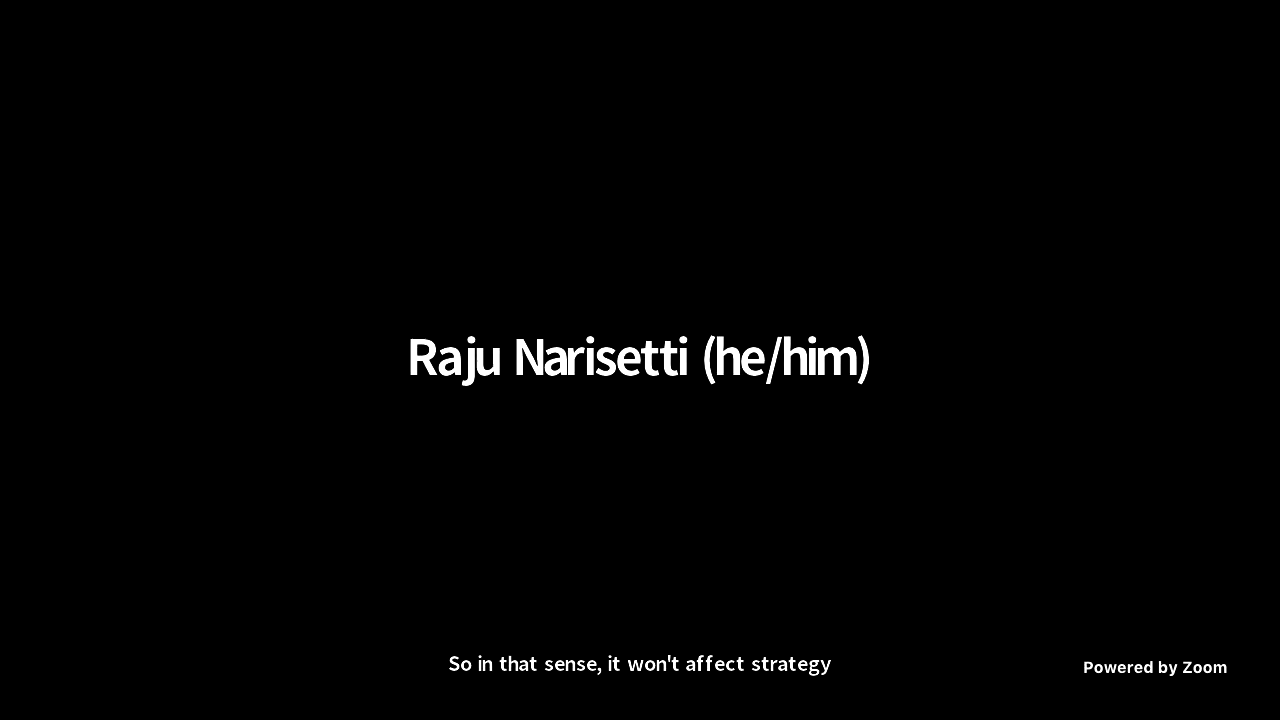 Raju Narisetti (he/him)
So in that sense, it won't affect strategy
Powered by Zoom